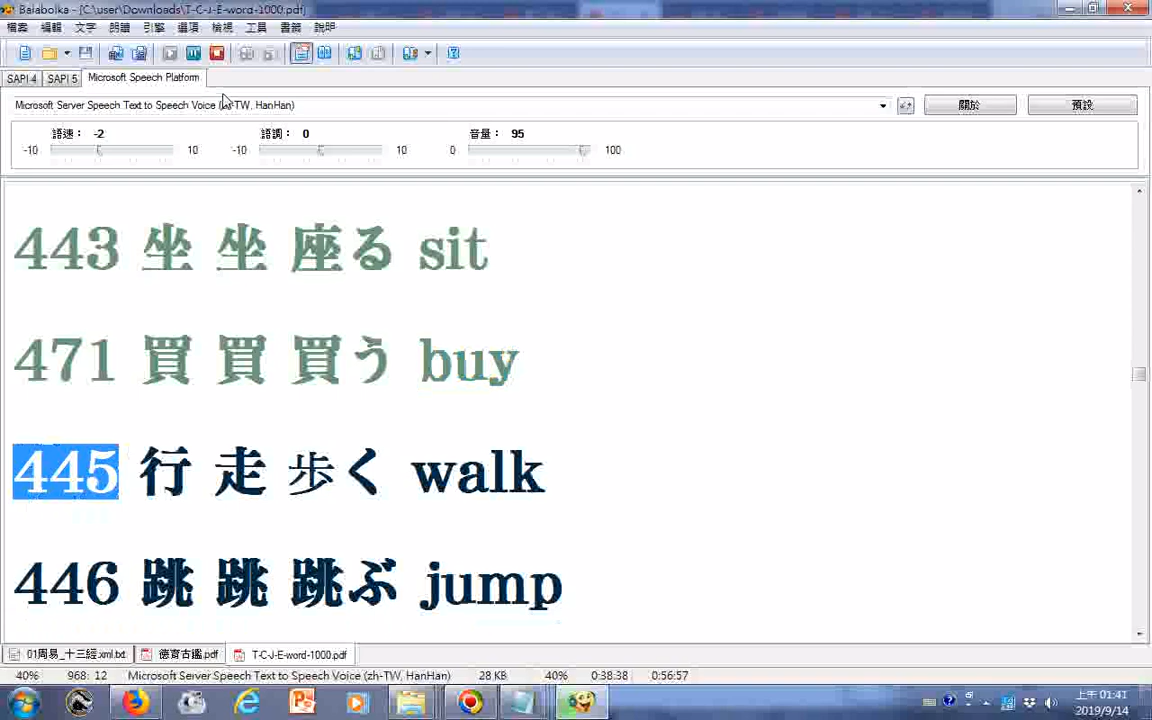 Balabolka - [C:\user\Downloads\T-C-J-E-word-1000.pdf]
檔案 編輯 文字 朗讀 引擎 選項 檢視 工具 書籤 說明
SAPI 4 SAPI 5 Microsoft Speech Platform
Microsoft Server Speech Text to Speech Voice (zh-TW, HanHan) 關於 預設
語速： -2 語調： 0 音量： 95
-10 10 -10 10 0 100
443 坐 坐 座る sit
471 買 買 買う buy
445 行 走 歩く walk
446 跳 跳 跳ぶ jump
01周易_十三經.xml.txt 德育古鑑.pdf T-C-J-E-word-1000.pdf
40% 968: 12 Microsoft Server Speech Text to Speech Voice (zh-TW, HanHan) 28 KB 40% 0:38:38 0:56:57
上午 01:41
2019/9/14